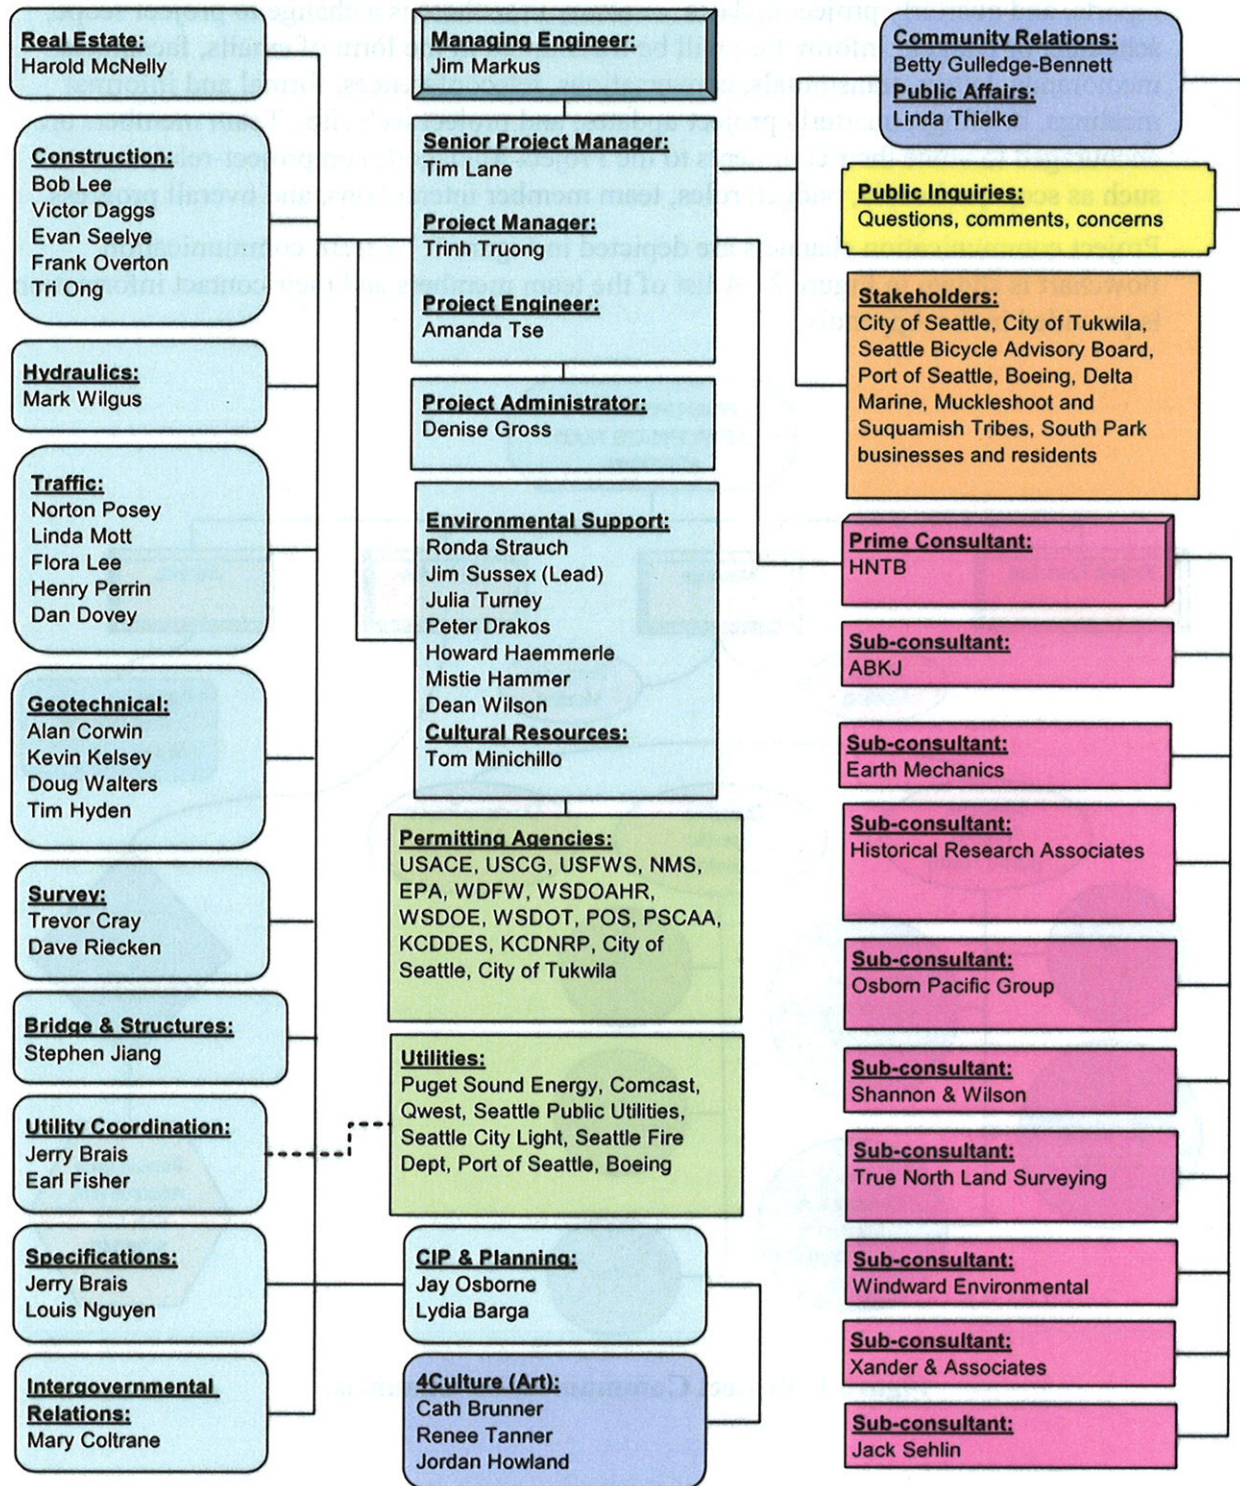 Real Estate:
Harold McNelly
Construction:
Bob Lee
Victor Daggs
Evan Seelye
Frank Overton
Tri Ong
Hydraulics:
Mark Wilgus
Traffic:
Norton Posey
Linda Mott
Flora Lee
Henry Perrin
Dan Dovey
Geotechnical:
Alan Corwin
Kevin Kelsey
Doug Walters
Tim Hyden
Survey:
Trevor Cray
Dave Riecken
Bridge & Structures:
Stephen Jiang
Utility Coordination:
Jerry Brais
Earl Fisher
Specifications:
Jerry Brais
Louis Nguyen
Intergovernmental
Relations:
Mary Coltrane
Managing Engineer:
Jim Markus
Senior Project Manager:
Tim Lane
Project Manager:
Trinh Truong
Project Engineer:
Amanda Tse
Project Administrator:
Denise Gross
Environmental Support:
Ronda Strauch
Jim Sussex (Lead)
Julia Turney
Peter Drakos
Howard Haemmerle
Mistie Hammer
Dean Wilson
Cultural Resources:
Tom Minichillo
Permitting Agencies:
USACE, USCG, USFWS, NMS,
EPA, WDFW, WSDOAHR,
WSDOE, WSDOT, POS, PSCAA,
KCDDES, KCDNRP, City of
Seattle, City of Tukwila
Utilities:
Puget Sound Energy, Comcast,
Qwest, Seattle Public Utilities,
Seattle City Light, Seattle Fire
Dept, Port of Seattle, Boeing
CIP & Planning:
Jay Osborne
Lydia Barga
4Culture (Art):
Cath Brunner
Renee Tanner
Jordan Howland
Community Relations:
Betty Gulledge-Bennett
Public Affairs:
Linda Thielke
Public Inquiries:
Questions, comments, concerns
Stakeholders:
City of Seattle, City of Tukwila,
Seattle Bicycle Advisory Board,
Port of Seattle, Boeing, Delta
Marine, Muckleshoot and
Suquamish Tribes, South Park
businesses and residents
Prime Consultant:
HNTB
Sub-consultant:
ABKJ
Sub-consultant:
Earth Mechanics
Sub-consultant:
Historical Research Associates
Sub-consultant:
Osborn Pacific Group
Sub-consultant:
Shannon & Wilson
Sub-consultant:
True North Land Surveying
Sub-consultant:
Windward Environmental
Sub-consultant:
Xander & Associates
Sub-consultant:
Jack Sehlin